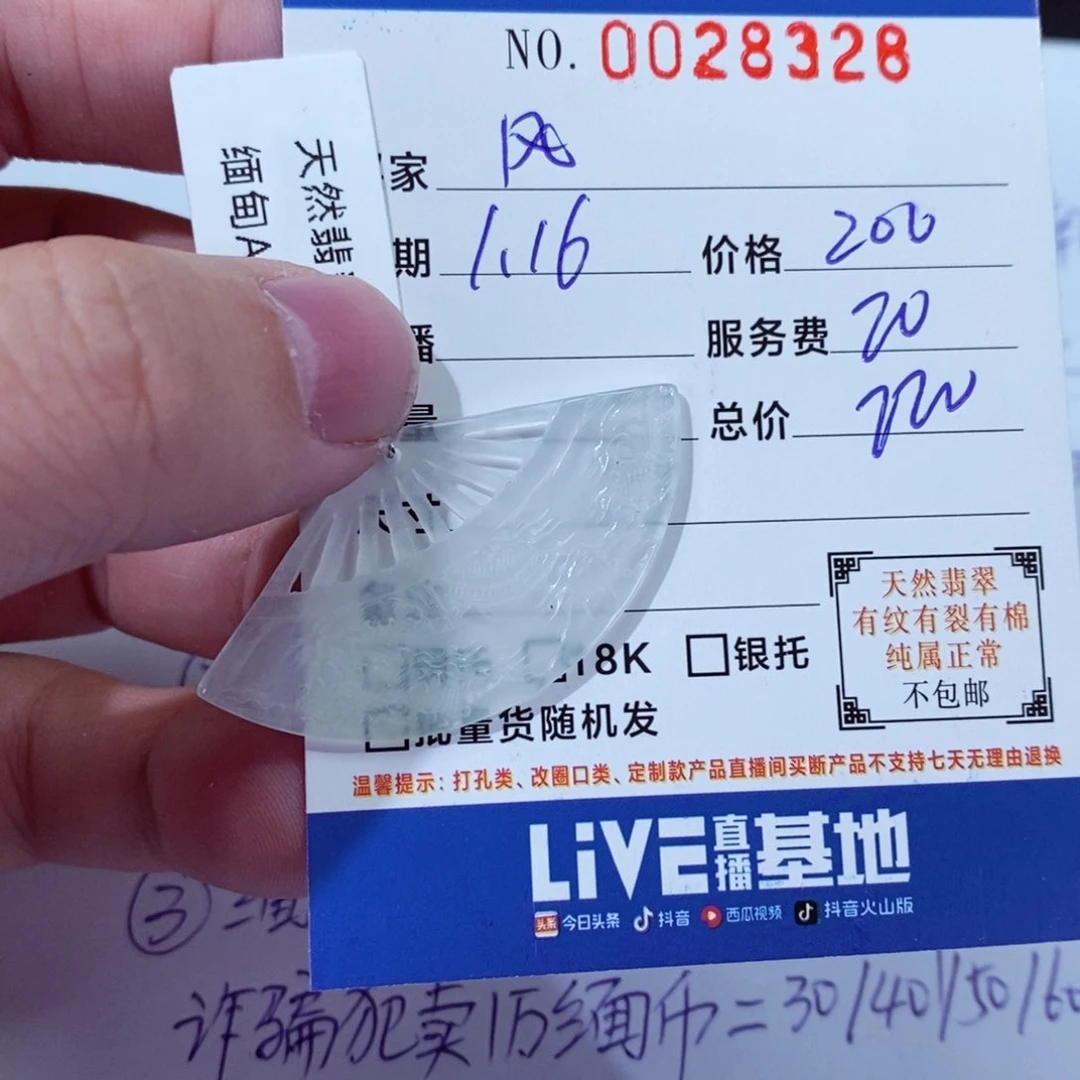 NO. 0028328
天然翡
缅甸A
家 风
期 1.16 价格 200
播 服务费 20
总价 220
18K 银托
批量货随机发
天然翡翠
有纹有裂有棉
纯属正常
不包邮
温馨提示：打孔类、改圈口类、定制款产品直播间买断产品不支持七天无理由退换
LiVE直播基地
头条 今日头条 抖音 西瓜视频 抖音火山版
③ 缅
诈骗犯卖1万缅币=30/40/50/60